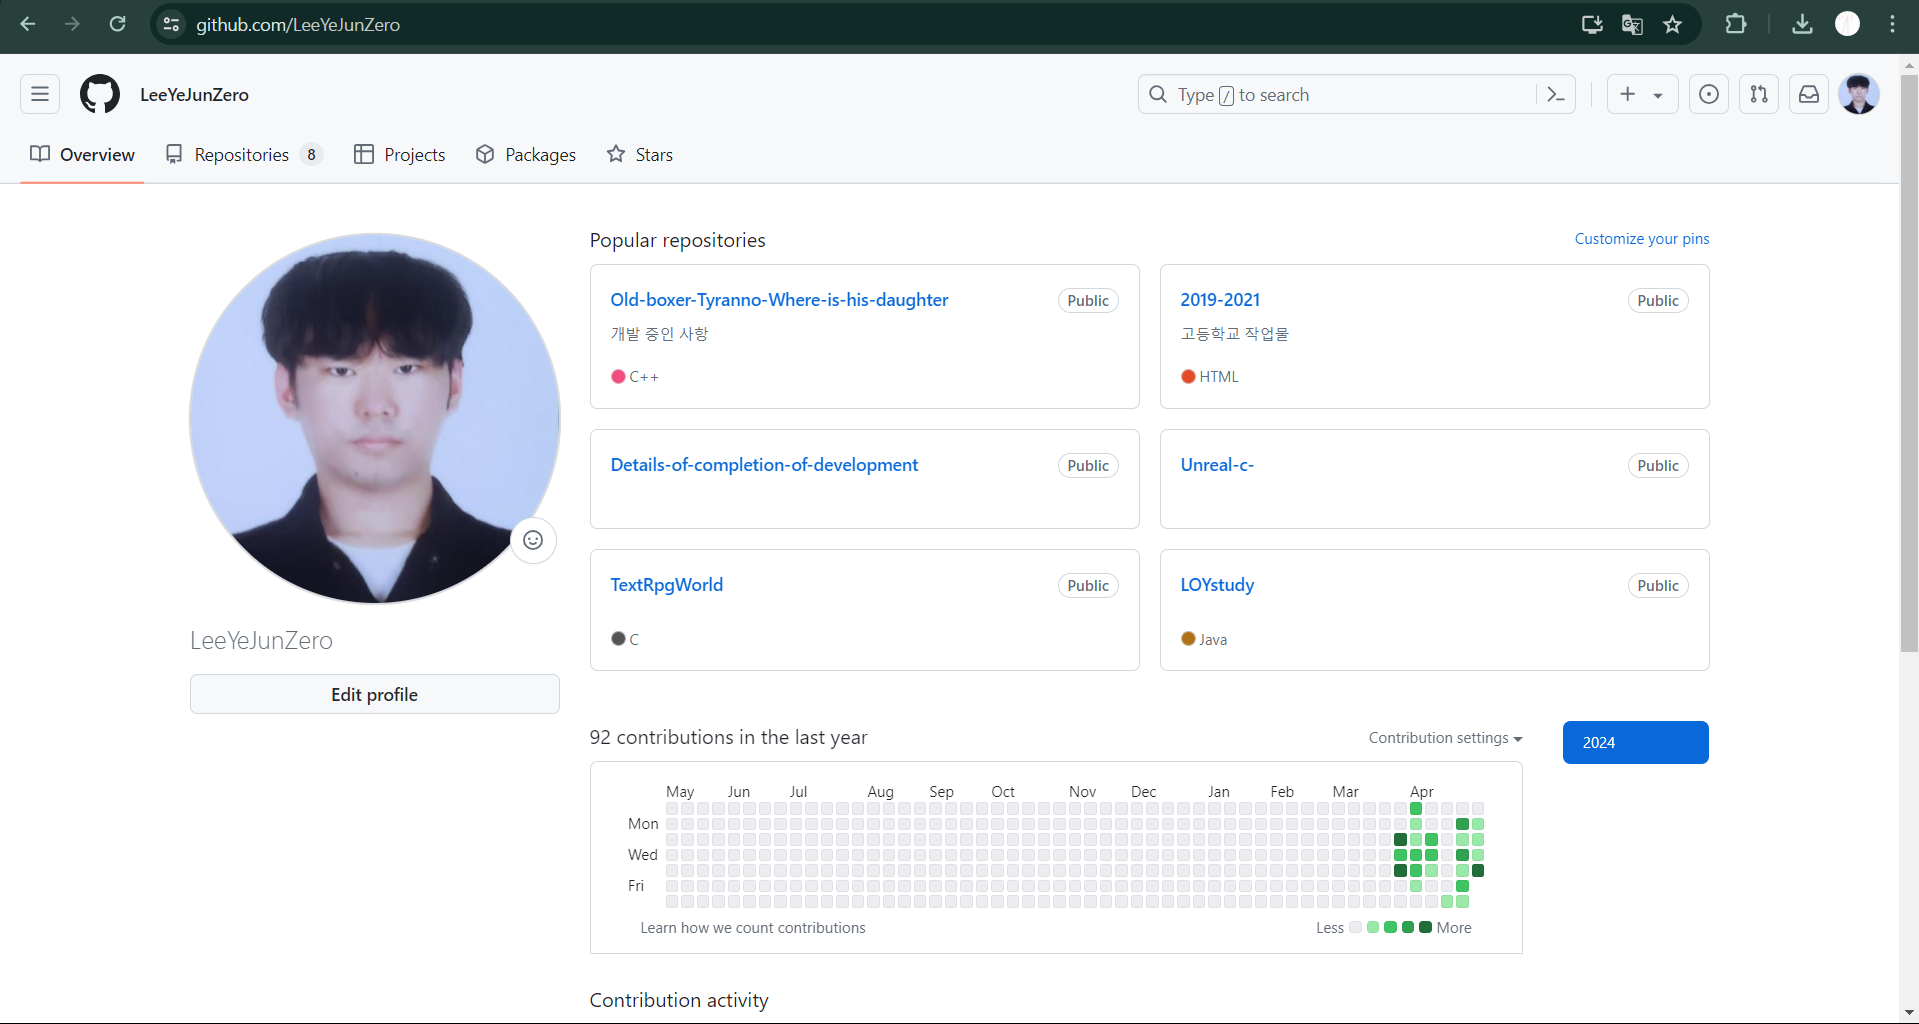 github.com/LeeYeJunZero
LeeYeJunZero
Type / to search
Overview
Repositories 8
Projects
Packages
Stars
Popular repositories
Customize your pins
Old-boxer-Tyranno-Where-is-his-daughter
Public
개발 중인 사항
C++
2019-2021
Public
고등학교 작업물
HTML
Details-of-completion-of-development
Public
Unreal-c-
Public
TextRpgWorld
Public
C
LOYstudy
Public
Java
LeeYeJunZero
Edit profile
92 contributions in the last year
Contribution settings
2024
May Jun Jul Aug Sep Oct Nov Dec Jan Feb Mar Apr
Mon
Wed
Fri
Learn how we count contributions
Less More
Contribution activity